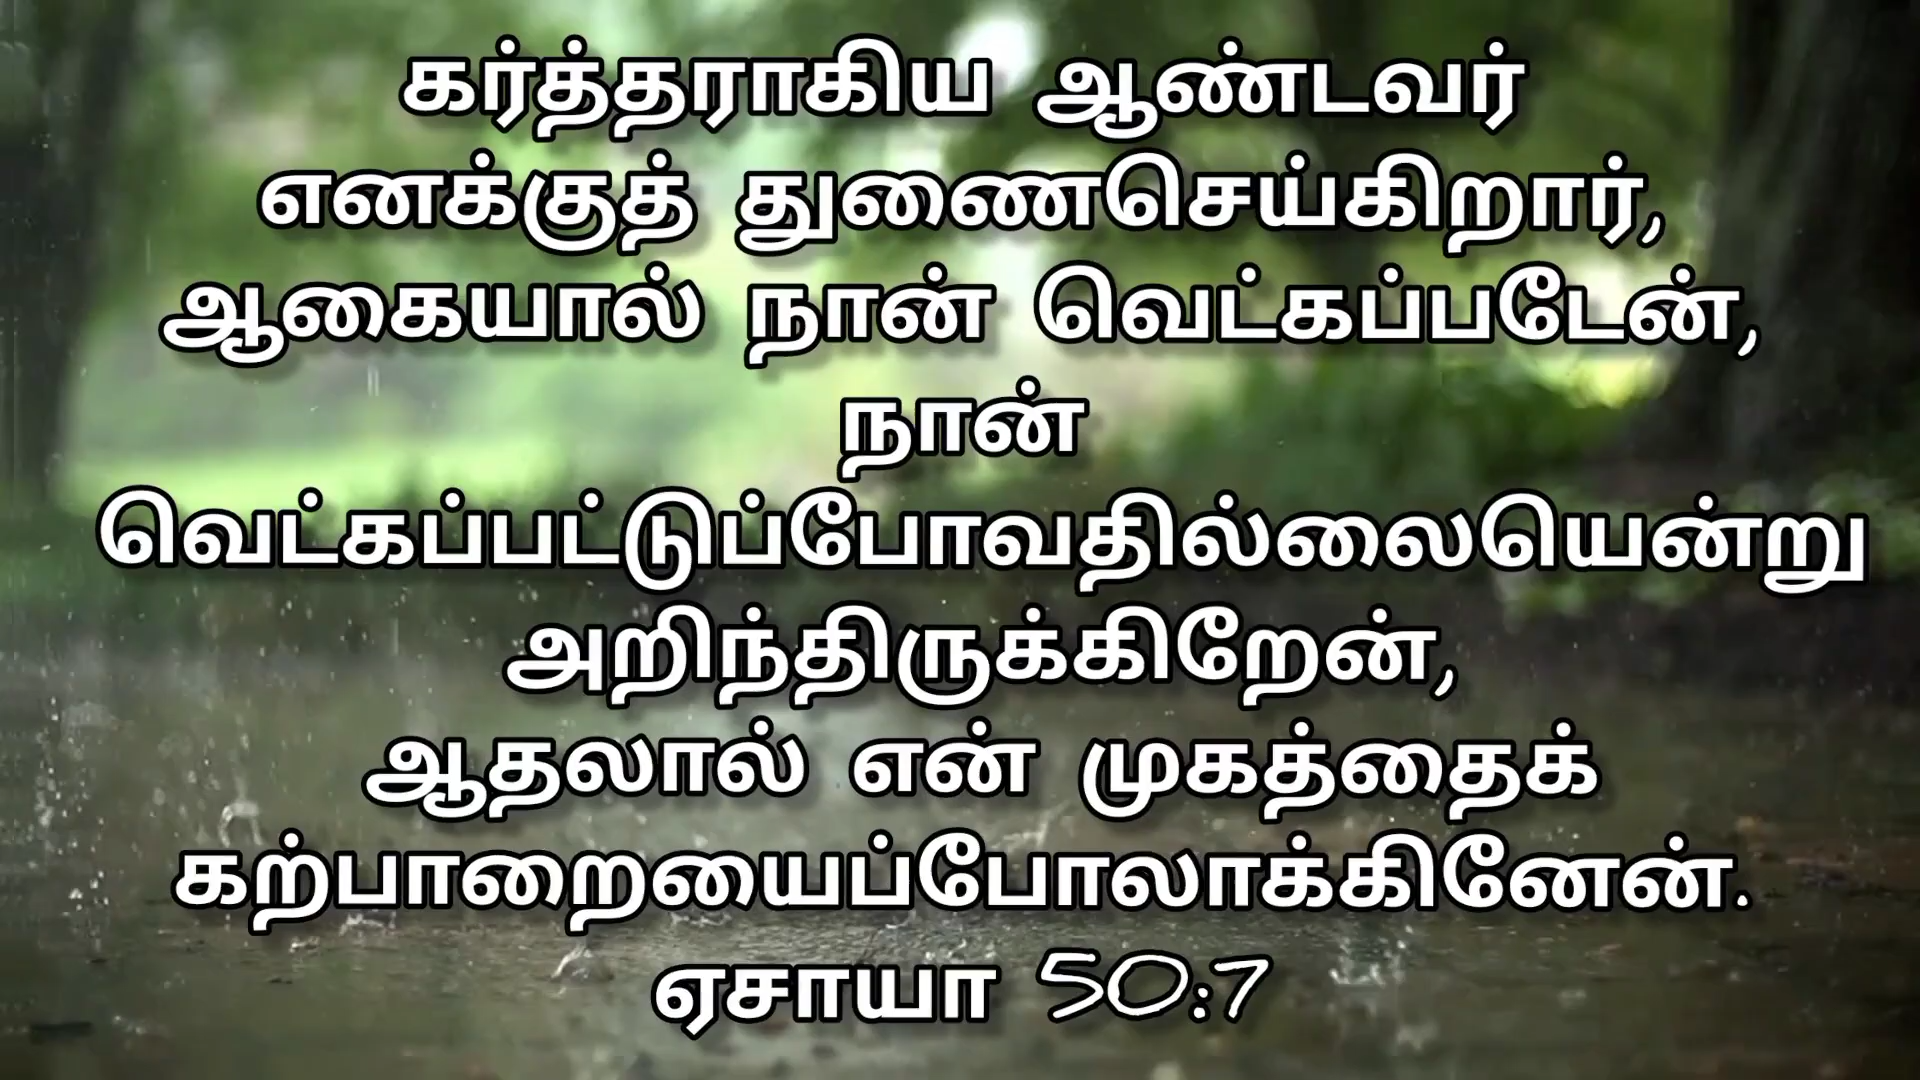 கர்த்தராகிய ஆண்டவர்
எனக்குத் துணைசெய்கிறார்,
ஆகையால் நான் வெட்கப்படேன்,
நான்
வெட்கப்பட்டுப்போவதில்லையென்று
அறிந்திருக்கிறேன்,
ஆதலால் என் முகத்தைக்
கற்பாறையைப்போலாக்கினேன்.
ஏசாயா 50:7